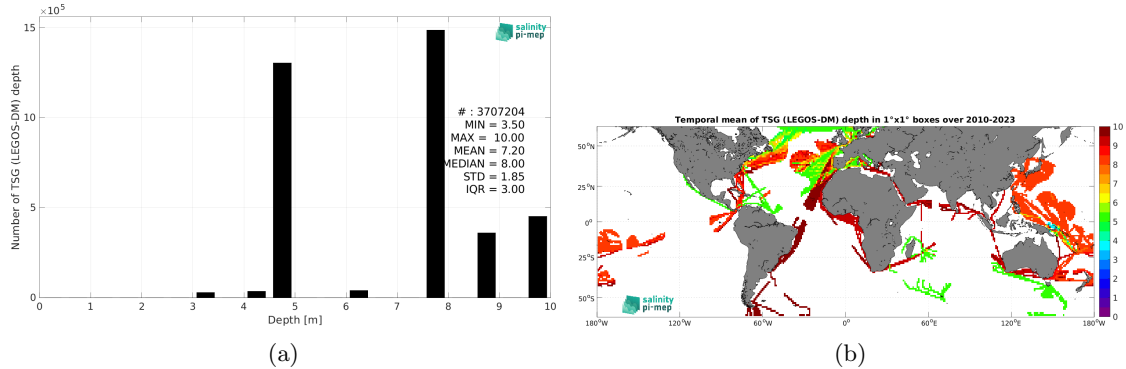 ×10⁵
15
10
5
0
Number of TSG (LEGOS-DM) depth
salinity
pi-mep
# : 3707204
MIN = 3.50
MAX = 10.00
MEAN = 7.20
MEDIAN = 8.00
STD = 1.85
IQR = 3.00
0 1 2 3 4 5 6 7 8 9 10
Depth [m]
(a)
Temporal mean of TSG (LEGOS-DM) depth in 1°x1° boxes over 2010-2023
50°N
25°N
0°
25°S
50°S
180°W 120°W 60°W 0° 60°E 120°E 180°W
salinity
pi-mep
10
9
8
7
6
5
4
3
2
1
0
(b)